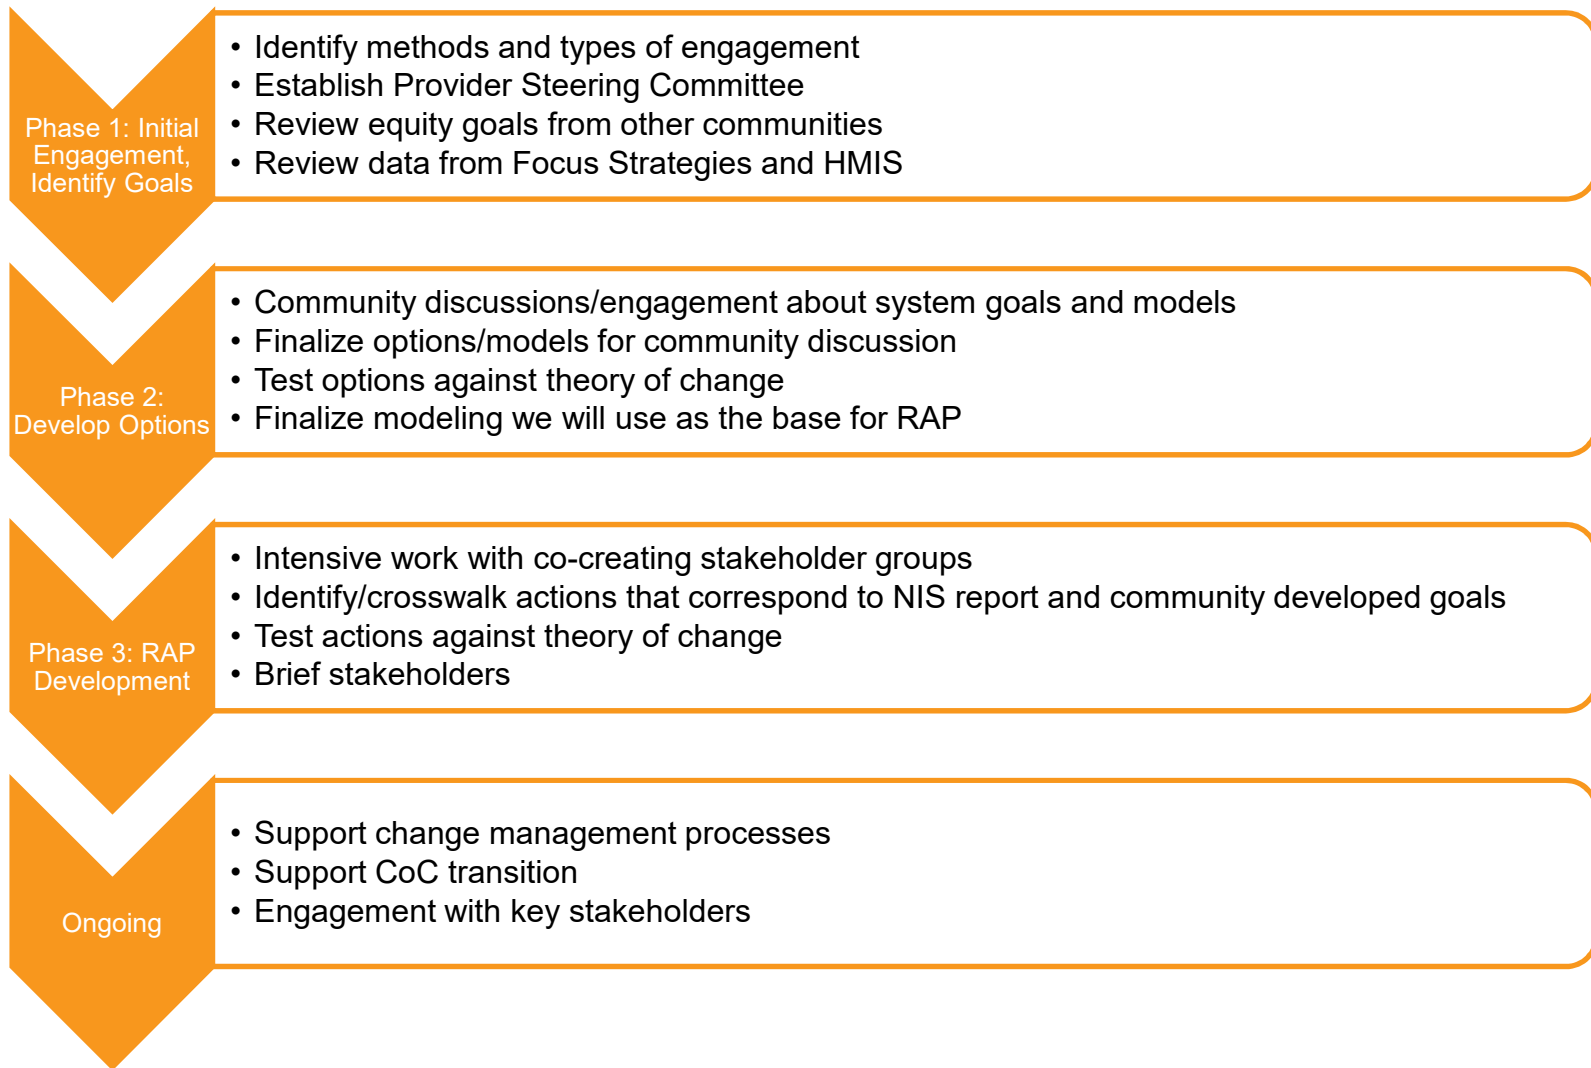 Phase 1: Initial
Engagement,
Identify Goals
• Identify methods and types of engagement
• Establish Provider Steering Committee
• Review equity goals from other communities
• Review data from Focus Strategies and HMIS
Phase 2:
Develop Options
• Community discussions/engagement about system goals and models
• Finalize options/models for community discussion
• Test options against theory of change
• Finalize modeling we will use as the base for RAP
Phase 3: RAP
Development
• Intensive work with co-creating stakeholder groups
• Identify/crosswalk actions that correspond to NIS report and community developed goals
• Test actions against theory of change
• Brief stakeholders
Ongoing
• Support change management processes
• Support CoC transition
• Engagement with key stakeholders